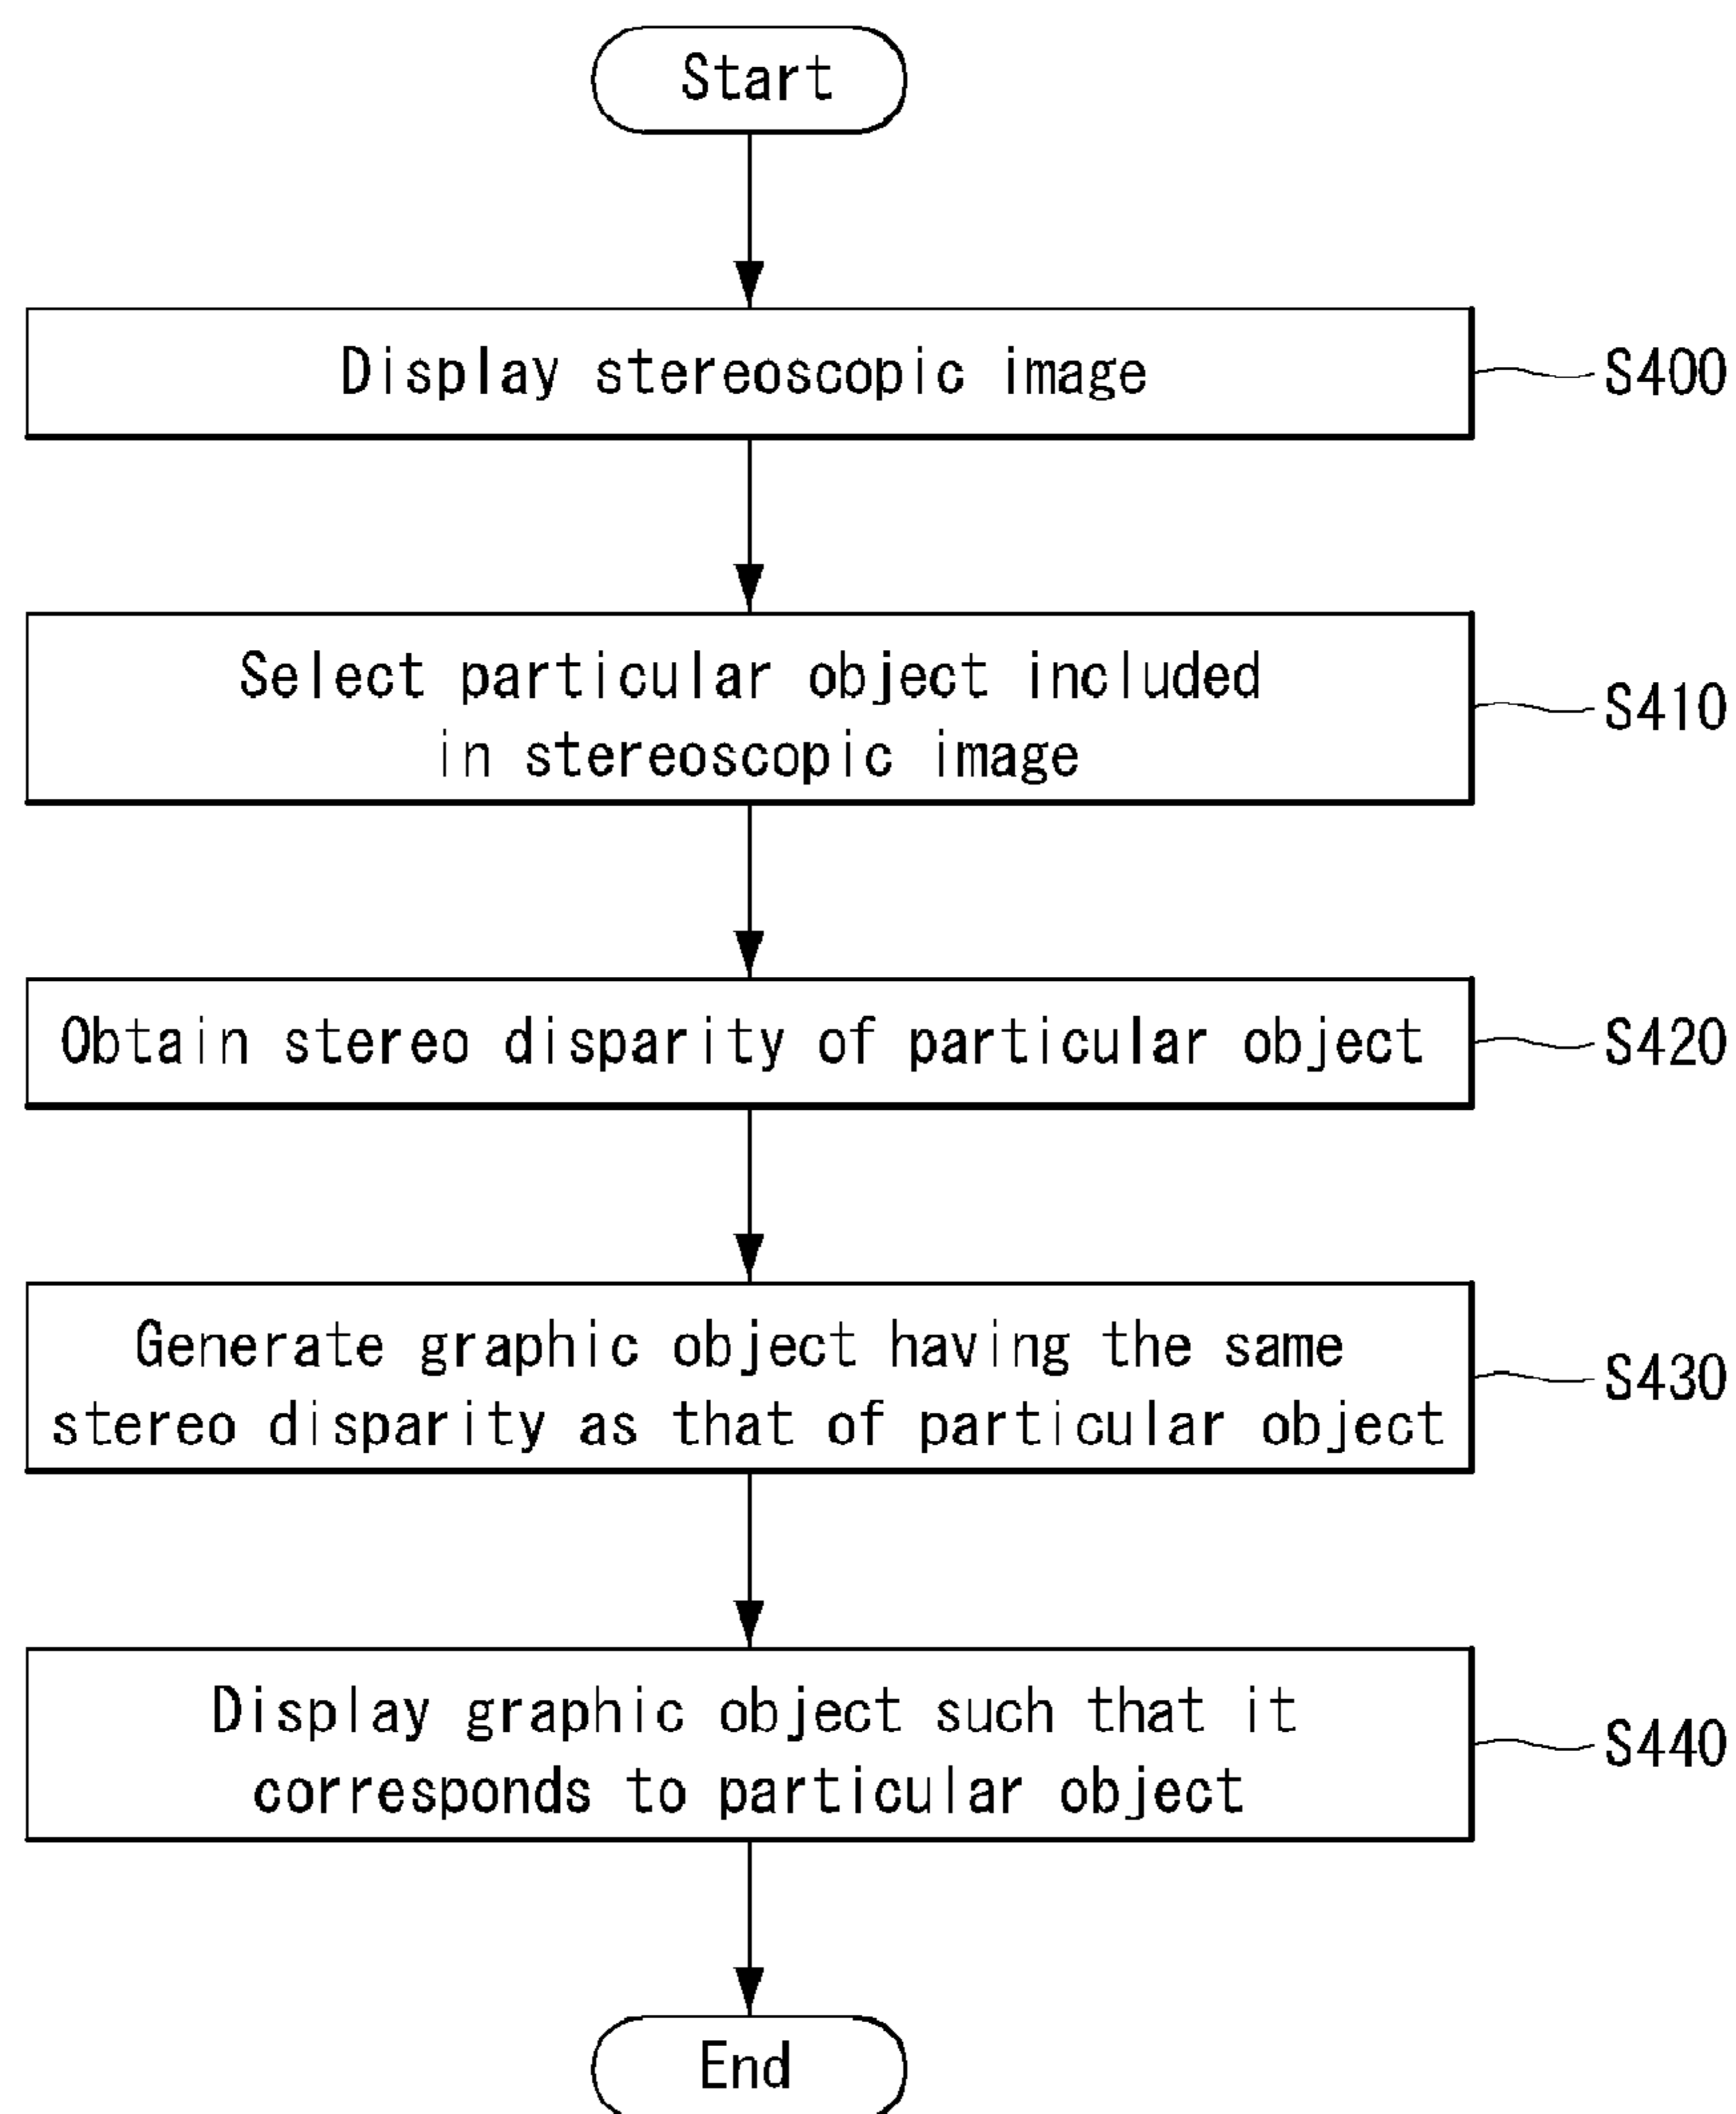 Start
Display stereoscopic image
S400
Select particular object included
in stereoscopic image
S410
Obtain stereo disparity of particular object
S420
Generate graphic object having the same
stereo disparity as that of particular object
S430
Display graphic object such that it
corresponds to particular object
S440
End